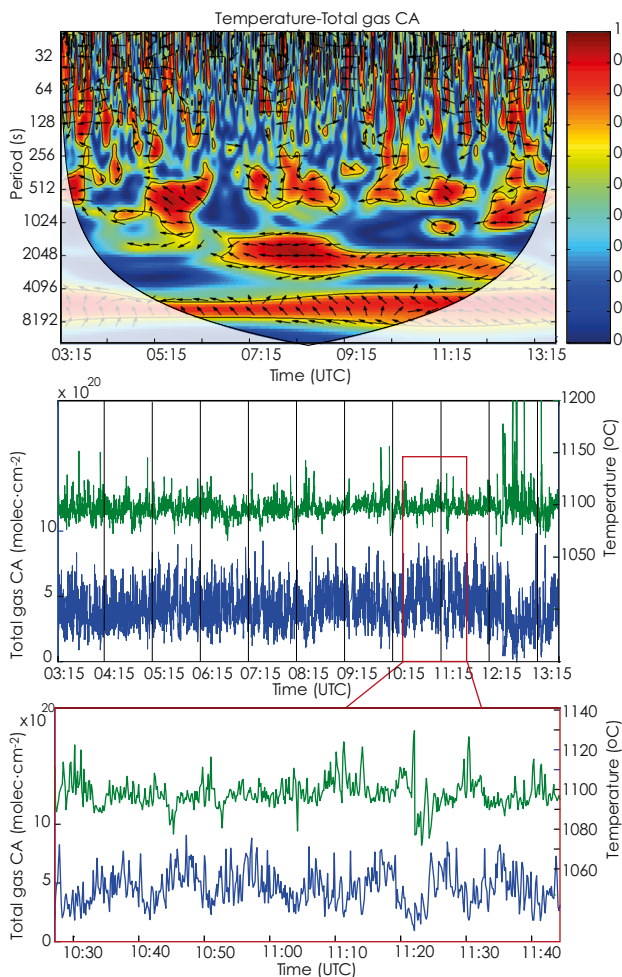 Temperature-Total gas CA
1
0
0
0
0
0
0
0
0
0
0
32
64
128
256
512
1024
2048
4096
8192
Period (s)
03:15 05:15 07:15 09:15 11:15 13:15
Time (UTC)
x 10²⁰
10
5
0
Total gas CA (molec·cm⁻²)
1200
1150
1100
1050
Temperature (ºC)
03:15 04:15 05:15 06:15 07:15 08:15 09:15 10:15 11:15 12:15 13:15
Time (UTC)
x10²⁰
10
5
0
Total gas CA (molec·cm⁻²)
1140
1120
1100
1080
1060
Temperature (ºC)
10:30 10:40 10:50 11:00 11:10 11:20 11:30 11:40
Time (UTC)